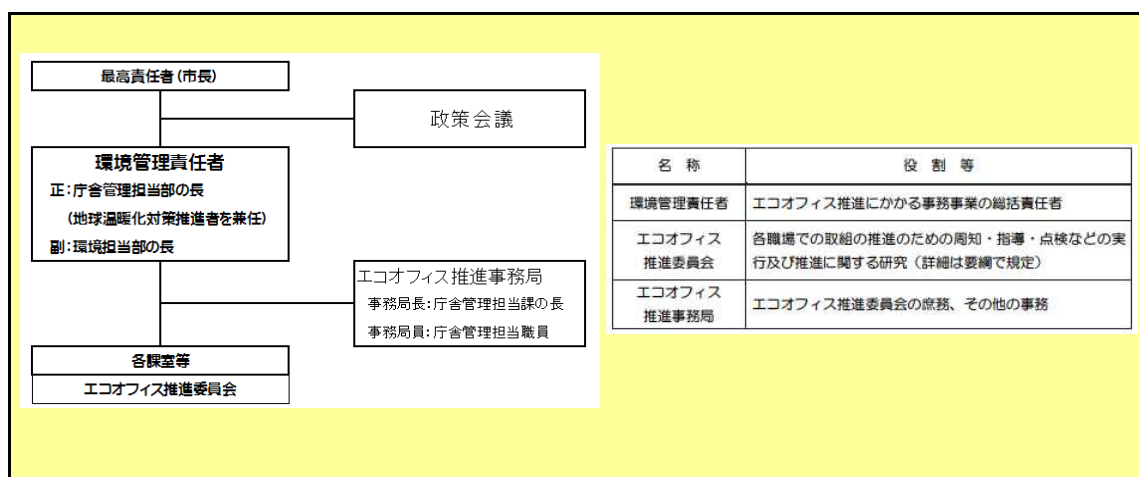 最高責任者(市長)
政策会議
環境管理責任者
正:庁舎管理担当部の長
(地球温暖化対策推進者を兼任)
副:環境担当部の長
エコオフィス推進事務局
事務局長:庁舎管理担当課の長
事務局員:庁舎管理担当職員
各課室等
エコオフィス推進委員会
名 称 役 割 等
環境管理責任者 エコオフィス推進にかかる事務事業の総括責任者
エコオフィス 各職場での取組の推進のための周知・指導・点検などの実
推進委員会 行及び推進に関する研究(詳細は要綱で規定)
エコオフィス
推進事務局
エコオフィス推進委員会の庶務、その他の事務